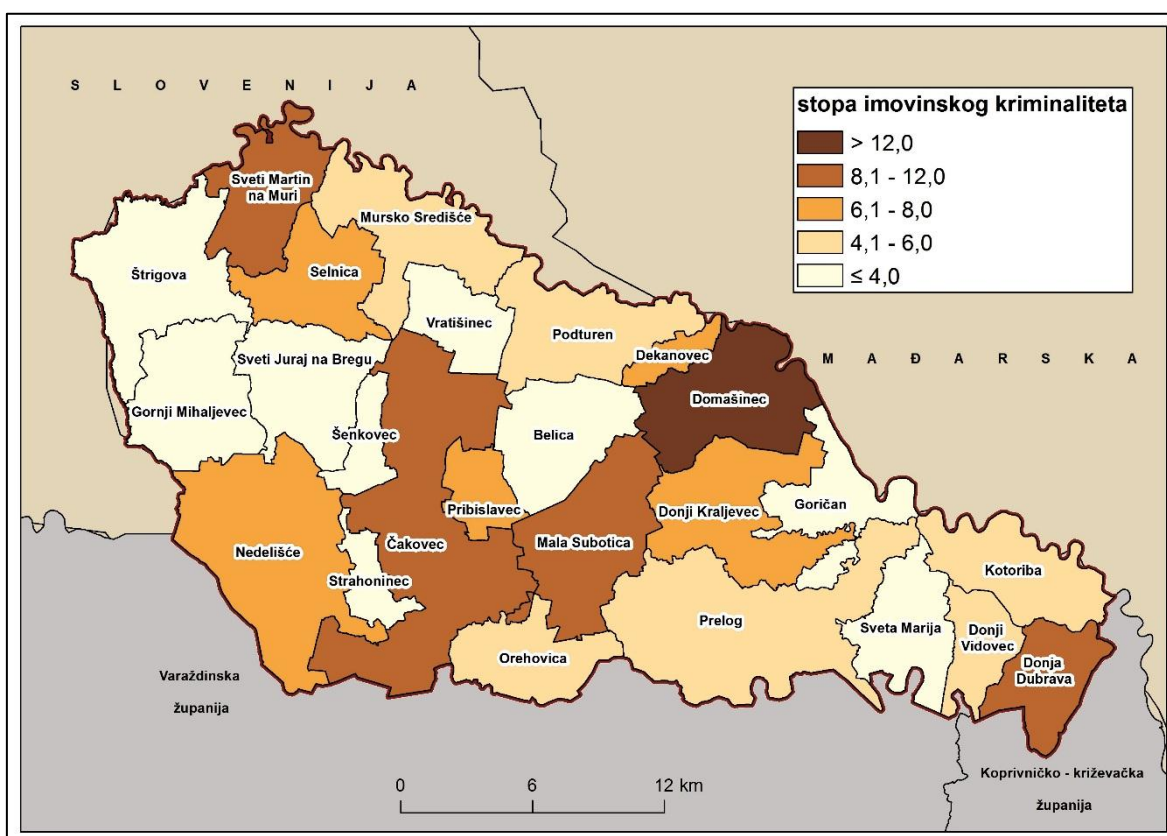 S L O V E N I J A
stopa imovinskog kriminaliteta
> 12,0
8,1 - 12,0
6,1 - 8,0
4,1 - 6,0
≤ 4,0
Sveti Martin
na Muri
Mursko Središće
Štrigova
Selnica
Vratišinec
Podturen
Dekanovec
M A Đ A R S K A
Sveti Juraj na Bregu
Domašinec
Gornji Mihaljevec
Šenkovec
Belica
Goričan
Pribislavec
Donji Kraljevec
Nedelišće
Čakovec
Mala Subotica
Strahoninec
Kotoriba
Prelog
Sveta Marija
Donji
Vidovec
Orehovica
Donja
Dubrava
Varaždinska
županija
Koprivničko - križevačka
županija
0 6 12 km